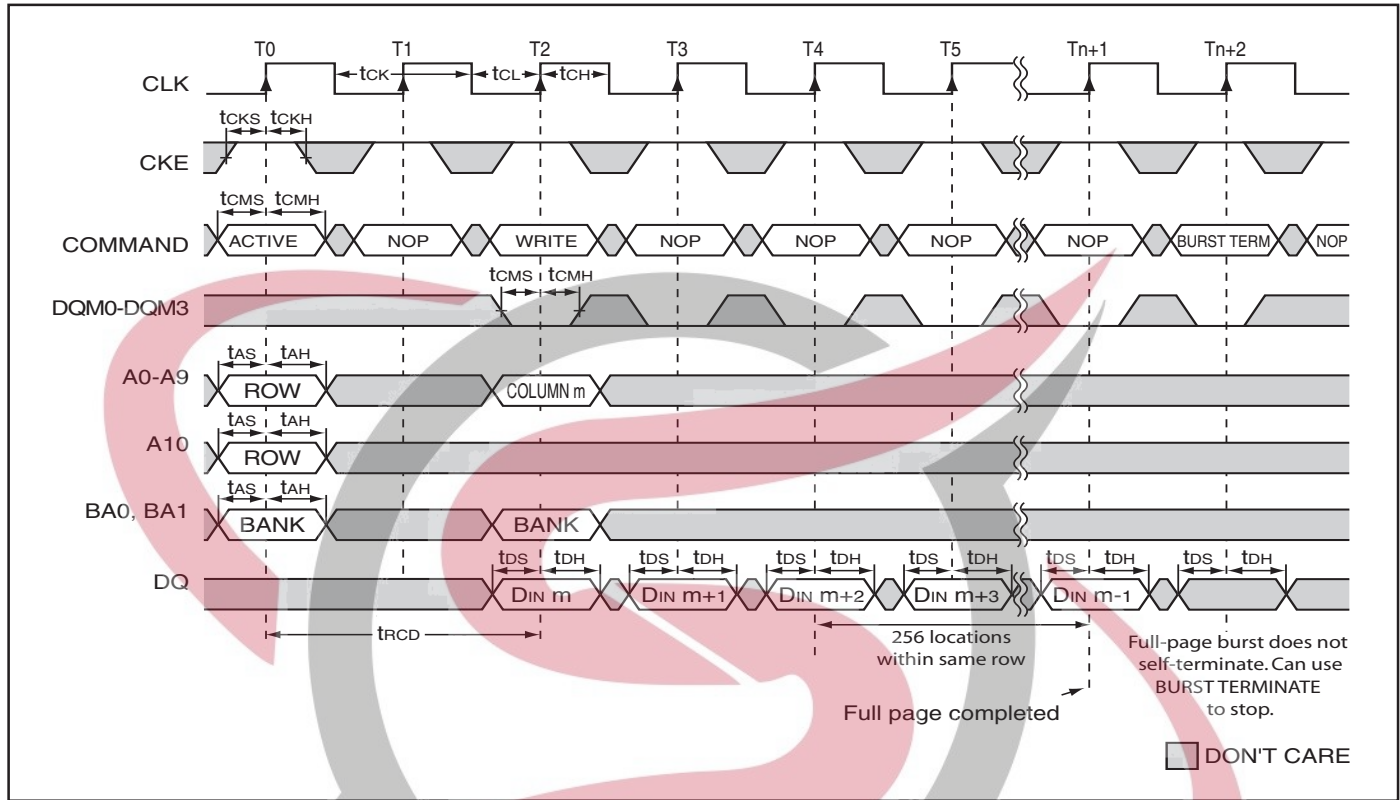 T0 T1 T2 T3 T4 T5 Tn+1 Tn+2
CLK tCK tCL tCH
tCKS tCKH
CKE
tCMS tCMH
COMMAND ACTIVE NOP WRITE NOP NOP NOP NOP BURST TERM NOP
tCMS tCMH
DQM0-DQM3
tAS tAH
A0-A9 ROW COLUMN m
tAS tAH
A10 ROW
tAS tAH
BA0, BA1 BANK BANK
tDS tDH tDS tDH tDS tDH tDS tDH tDS tDH tDS tDH
DQ DIN m DIN m+1 DIN m+2 DIN m+3 DIN m-1
tRCD
256 locations
within same row
Full page completed
Full-page burst does not
self-terminate. Can use
BURST TERMINATE
to stop.
DON'T CARE